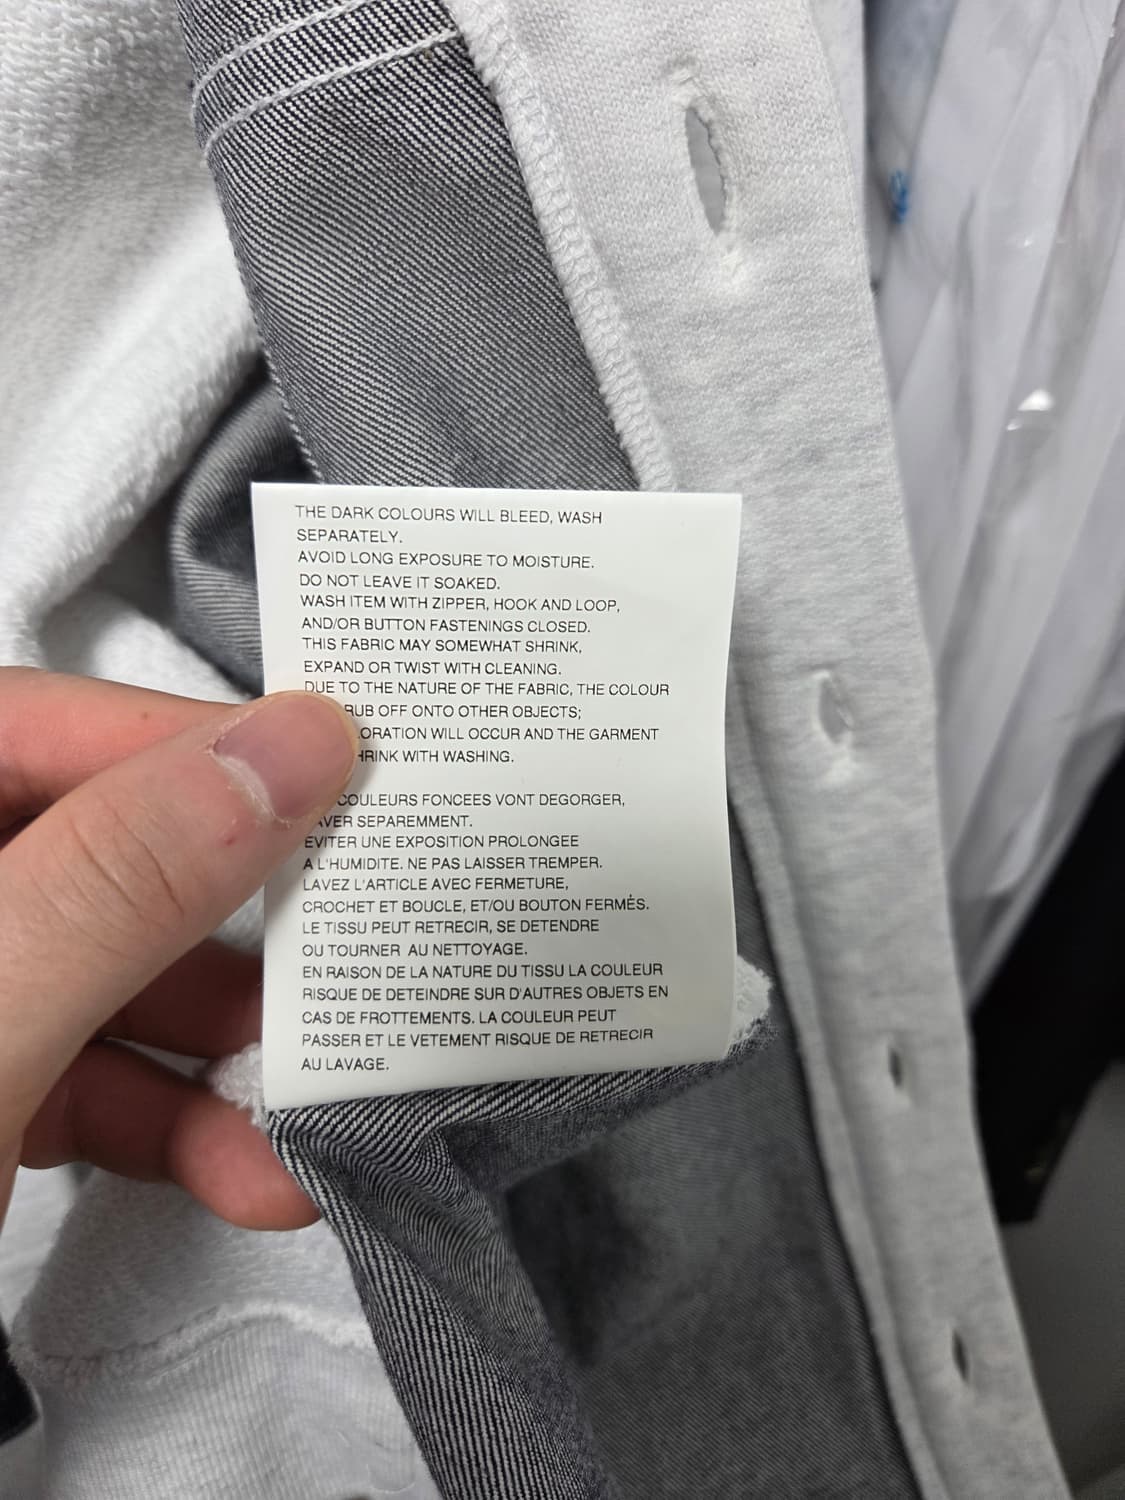 THE DARK COLOURS WILL BLEED, WASH
SEPARATELY.
AVOID LONG EXPOSURE TO MOISTURE.
DO NOT LEAVE IT SOAKED.
WASH ITEM WITH ZIPPER, HOOK AND LOOP,
AND/OR BUTTON FASTENINGS CLOSED.
THIS FABRIC MAY SOMEWHAT SHRINK,
EXPAND OR TWIST WITH CLEANING.
DUE TO THE NATURE OF THE FABRIC, THE COLOUR
RUB OFF ONTO OTHER OBJECTS;
WILL OCCUR AND THE GARMENT
WITH WASHING.
COULEURS FONCEES VONT DEGORGER,
SEPAREMMENT.
EVITER UNE EXPOSITION PROLONGEE
A L'HUMIDITE. NE PAS LAISSER TREMPER.
LAVEZ L'ARTICLE AVEC FERMETURE,
CROCHET ET BOUCLE, ET/OU BOUTON FERMÉS.
LE TISSU PEUT RETRECIR, SE DETENDRE
OU TOURNER AU NETTOYAGE.
EN RAISON DE LA NATURE DU TISSU LA COULEUR
RISQUE DE DETEINDRE SUR D'AUTRES OBJETS EN
CAS DE FROTTEMENTS. LA COULEUR PEUT
PASSER ET LE VETEMENT RISQUE DE RETRECIR
AU LAVAGE.